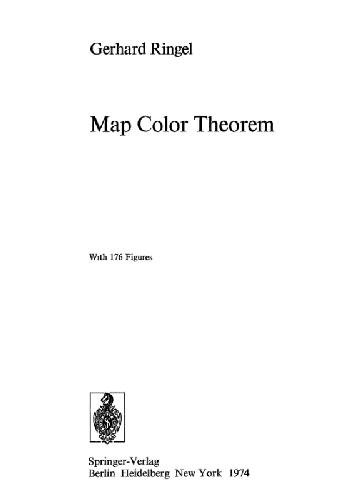 Gerhard Ringel
Map Color Theorem
With 176 Figures
Springer-Verlag
Berlin Heidelberg New York 1974